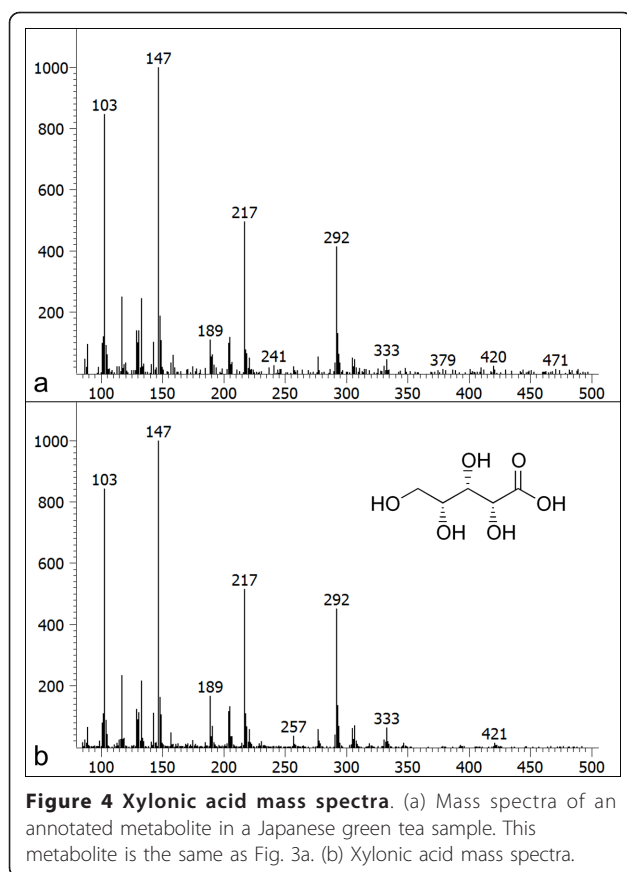 1000
800
600
400
200
147
103
217
292
189
241
333
379
420
471
a
100 150 200 250 300 350 400 450 500
1000
800
600
400
200
147
103
217
292
189
257
333
421
OH O
HO OH
OH OH
b
100 150 200 250 300 350 400 450 500
Figure 4 Xylonic acid mass spectra. (a) Mass spectra of an
annotated metabolite in a Japanese green tea sample. This
metabolite is the same as Fig. 3a. (b) Xylonic acid mass spectra.